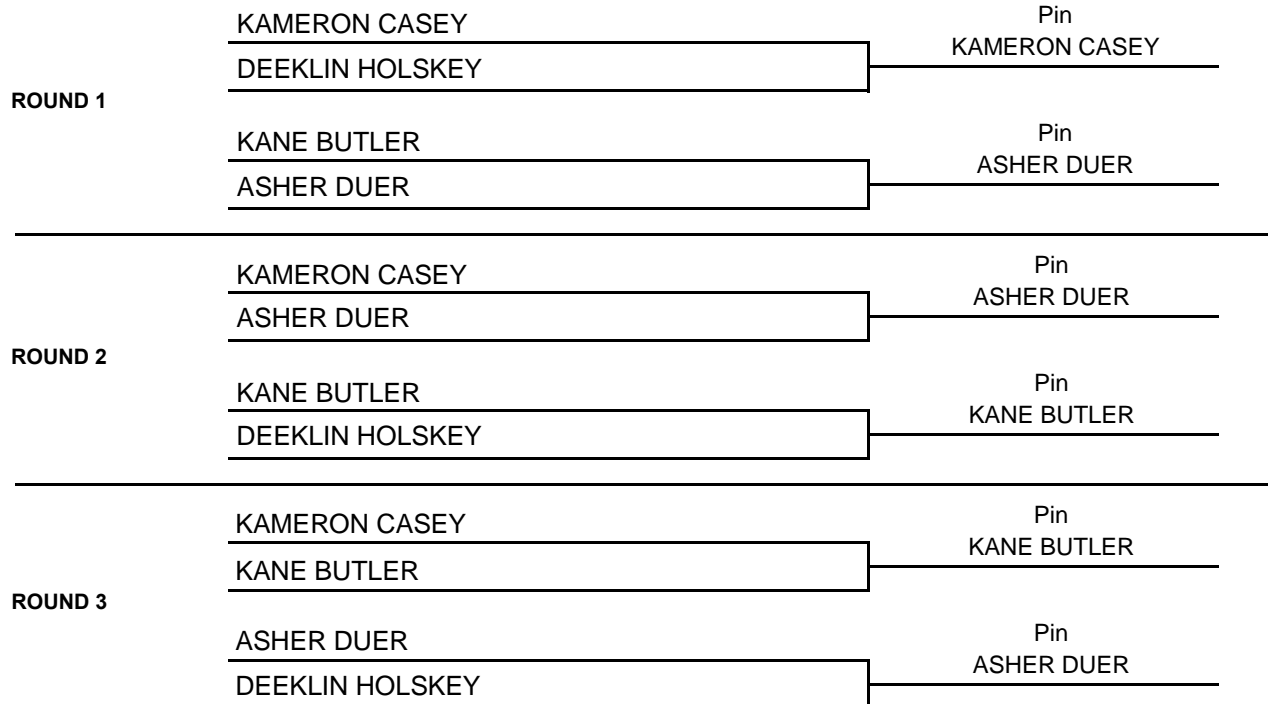 KAMERON CASEY
Pin
KAMERON CASEY
DEEKLIN HOLSKEY
ROUND 1
KANE BUTLER
Pin
ASHER DUER
ASHER DUER
KAMERON CASEY
Pin
ASHER DUER
ASHER DUER
ROUND 2
KANE BUTLER
Pin
KANE BUTLER
DEEKLIN HOLSKEY
KAMERON CASEY
Pin
KANE BUTLER
KANE BUTLER
ROUND 3
ASHER DUER
Pin
ASHER DUER
DEEKLIN HOLSKEY